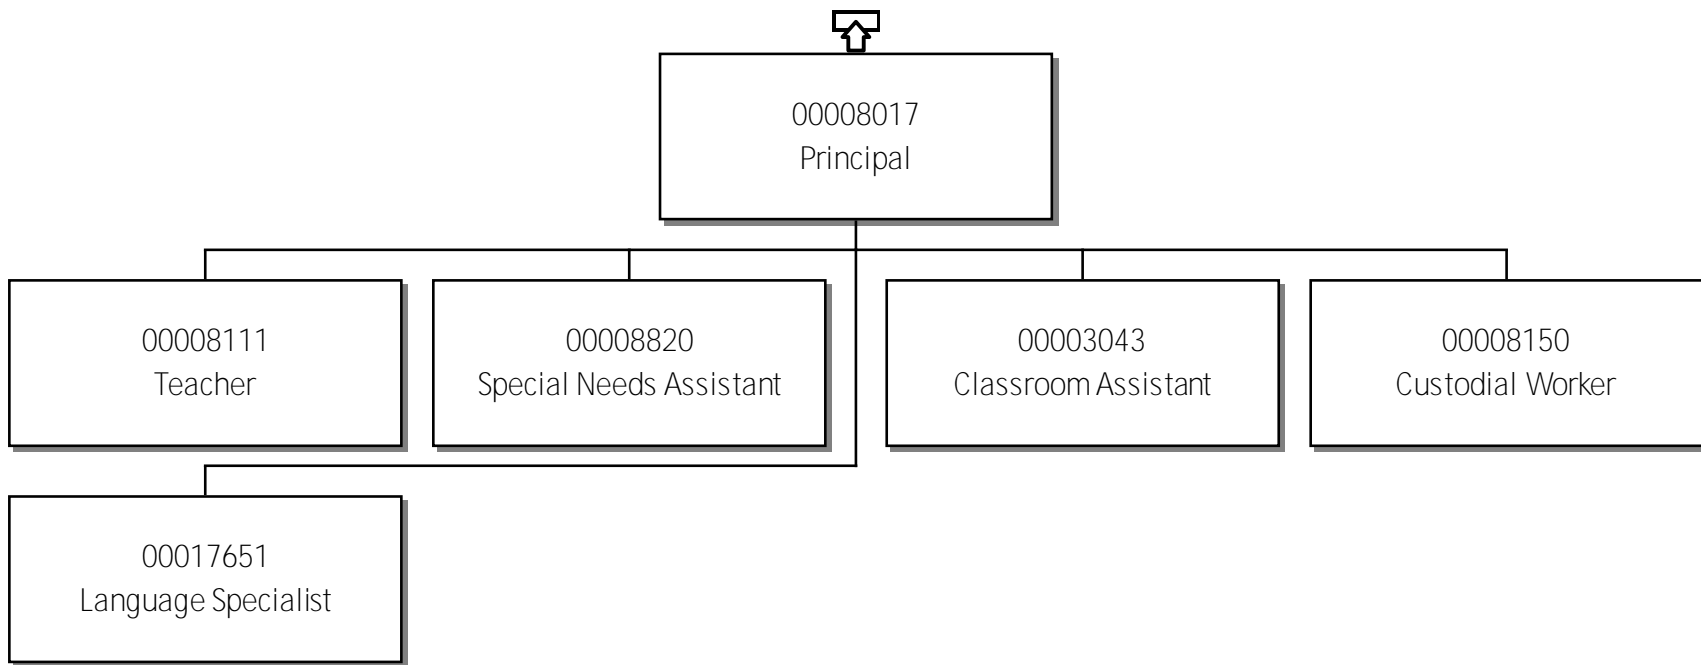 00008017
Principal
00008111
Teacher
00008820
Special Needs Assistant
00003043
Classroom Assistant
00008150
Custodial Worker
00017651
Language Specialist